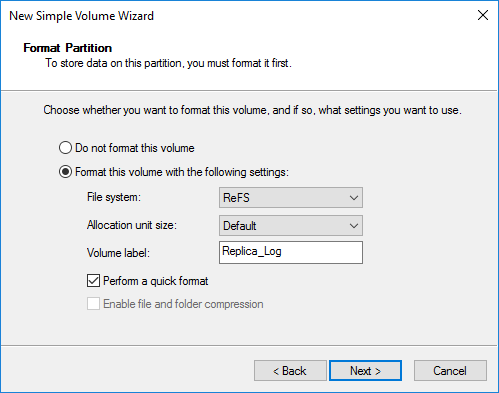 New Simple Volume Wizard
Format Partition
To store data on this partition, you must format it first.
Choose whether you want to format this volume, and if so, what settings you want to use.
Do not format this volume
Format this volume with the following settings:
File system: ReFS
Allocation unit size: Default
Volume label: Replica_Log
Perform a quick format
Enable file and folder compression
< Back Next > Cancel